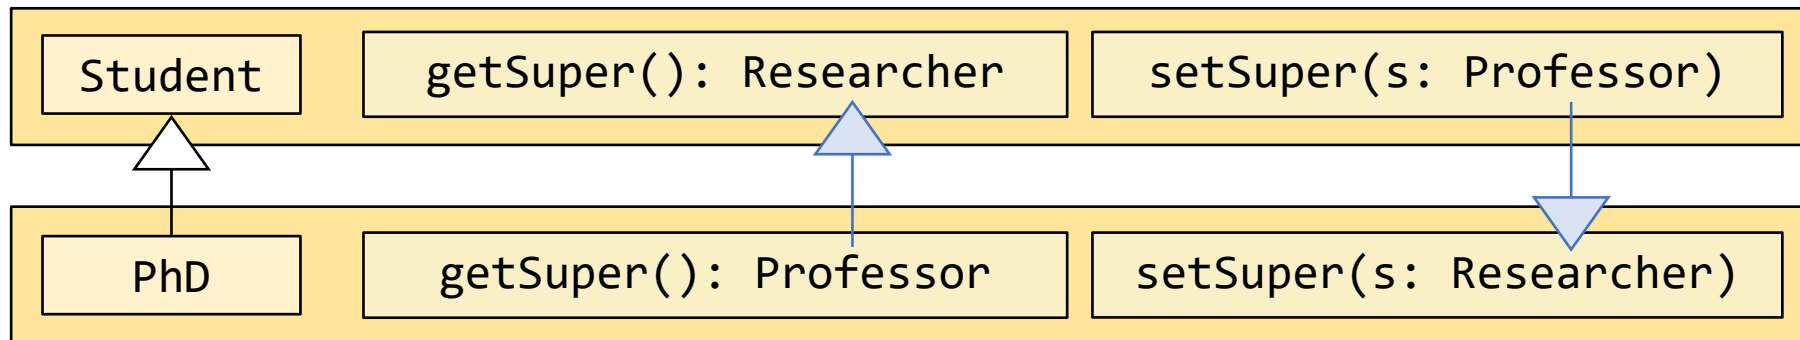 Student
getSuper(): Researcher
setSuper(s: Professor)
PhD
getSuper(): Professor
setSuper(s: Researcher)